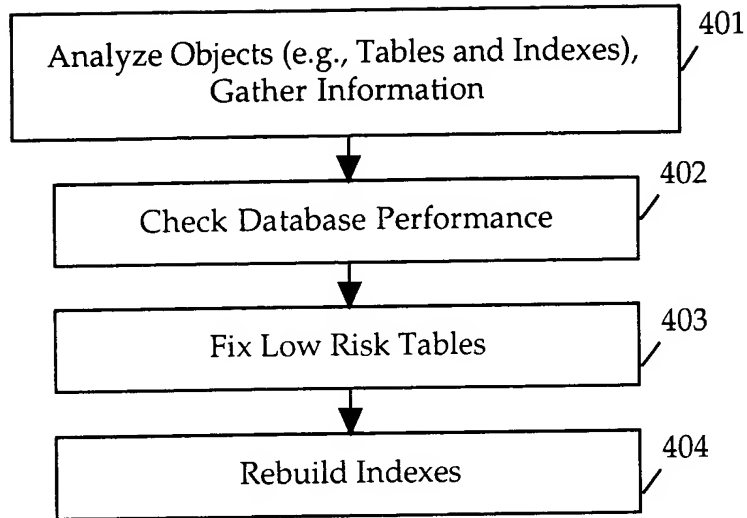 Analyze Objects (e.g., Tables and Indexes),
Gather Information
401
Check Database Performance
402
Fix Low Risk Tables
403
Rebuild Indexes
404